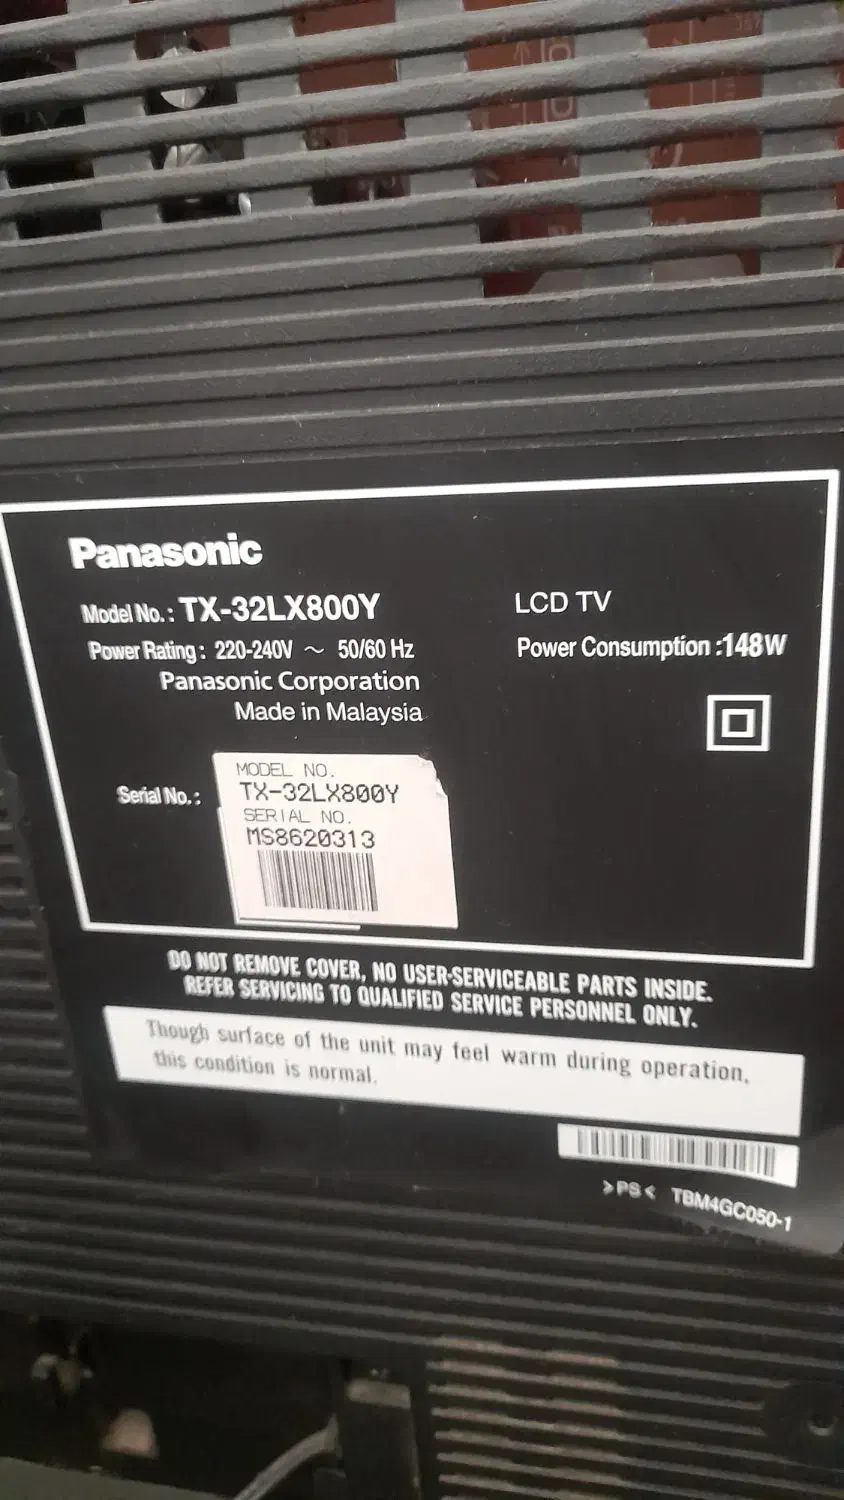 Panasonic
Model No.: TX-32LX800Y
LCD TV
Power Rating: 220-240V ～ 50/60 Hz
Power Consumption :148W
Panasonic Corporation
Made in Malaysia
Serial No.:
MODEL NO.
TX-32LX800Y
SERIAL NO.
MS8620313
DO NOT REMOVE COVER, NO USER-SERVICEABLE PARTS INSIDE.
REFER SERVICING TO QUALIFIED SERVICE PERSONNEL ONLY.
Though surface of the unit may feel warm during operation,
this condition is normal.
>PS< TBM4GC050-1